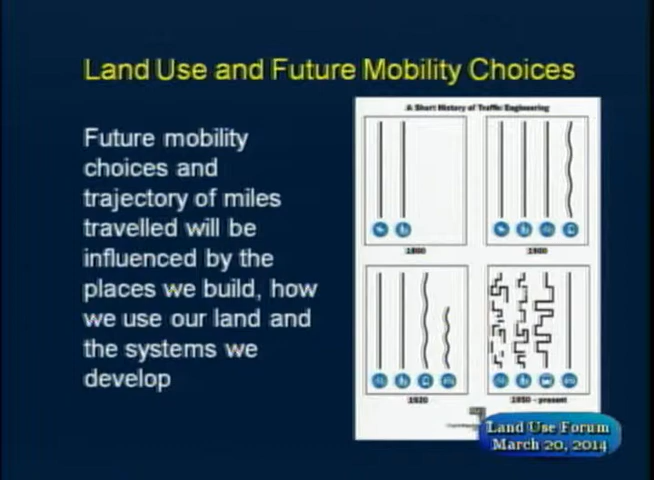 Land Use and Future Mobility Choices
A Short History of Traffic Engineering
Future mobility
choices and
trajectory of miles
travelled will be
influenced by the
places we build, how
we use our land and
the systems we
develop
1800
1900
1920
1950 - present
Land Use Forum
March 20, 2014